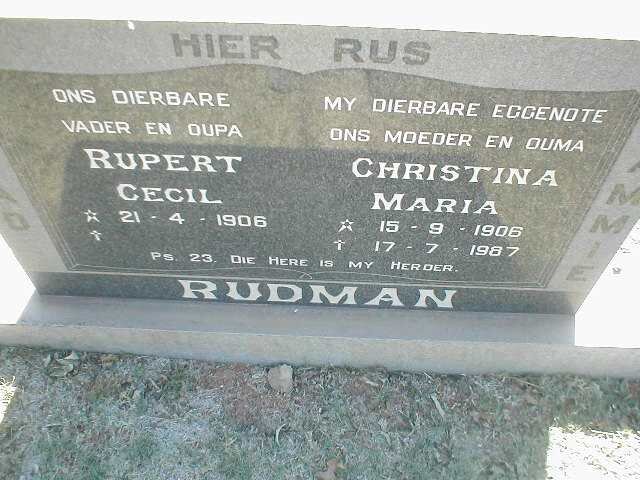 HIER RUS
ONS DIERBARE
VADER EN OUPA
RUPERT
CECIL
☆ 21 - 4 - 1906
†
MY DIERBARE EGGENOTE
ONS MOEDER EN OUMA
CHRISTINA
MARIA
☆ 15 - 9 - 1906
† 17 - 7 - 1987
PS. 23. DIE HERE IS MY HERDER.
RUDMAN
AMMIE